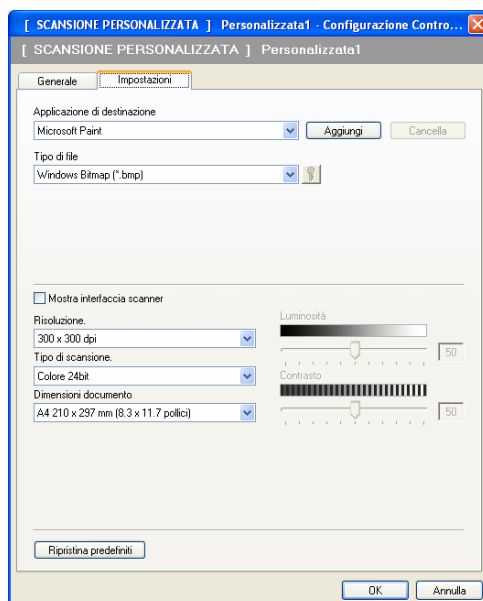 [ SCANSIONE PERSONALIZZATA ] Personalizzata1 - Configurazione Contro...
[ SCANSIONE PERSONALIZZATA ] Personalizzata1
Generale Impostazioni
Applicazione di destinazione
Microsoft Paint Aggiungi Cancella
Tipo di file
Windows Bitmap (*.bmp)
Mostra interfaccia scanner
Risoluzione. Luminosità
300 x 300 dpi 50
Tipo di scansione.
Colore 24bit Contrasto
Dimensioni documento
A4 210 x 297 mm (8.3 x 11.7 pollici) 50
Ripristina predefiniti
OK Annulla